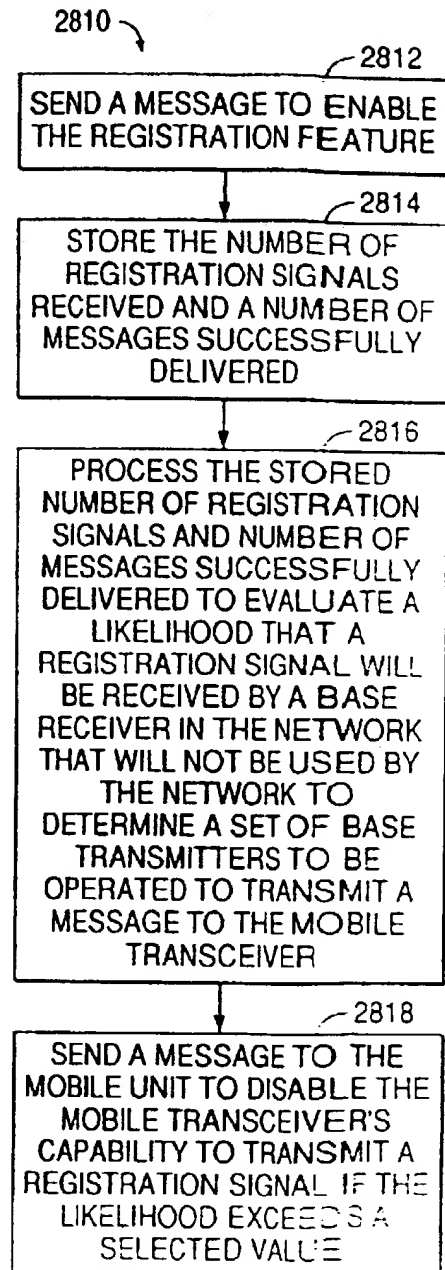 2810
2812
SEND A MESSAGE TO ENABLE
THE REGISTRATION FEATURE
2814
STORE THE NUMBER OF
REGISTRATION SIGNALS
RECEIVED AND A NUMBER OF
MESSAGES SUCCESSFULLY
DELIVERED
2816
PROCESS THE STORED
NUMBER OF REGISTRATION
SIGNALS AND NUMBER OF
MESSAGES SUCCESSFULLY
DELIVERED TO EVALUATE A
LIKELIHOOD THAT A
REGISTRATION SIGNAL WILL
BE RECEIVED BY A BASE
RECEIVER IN THE NETWORK
THAT WILL NOT BE USED BY
THE NETWORK TO
DETERMINE A SET OF BASE
TRANSMITTERS TO BE
OPERATED TO TRANSMIT A
MESSAGE TO THE MOBILE
TRANSCEIVER
2818
SEND A MESSAGE TO THE
MOBILE UNIT TO DISABLE THE
MOBILE TRANSCEIVER'S
CAPABILITY TO TRANSMIT A
REGISTRATION SIGNAL IF THE
LIKELIHOOD EXCEEDS A
SELECTED VALUE